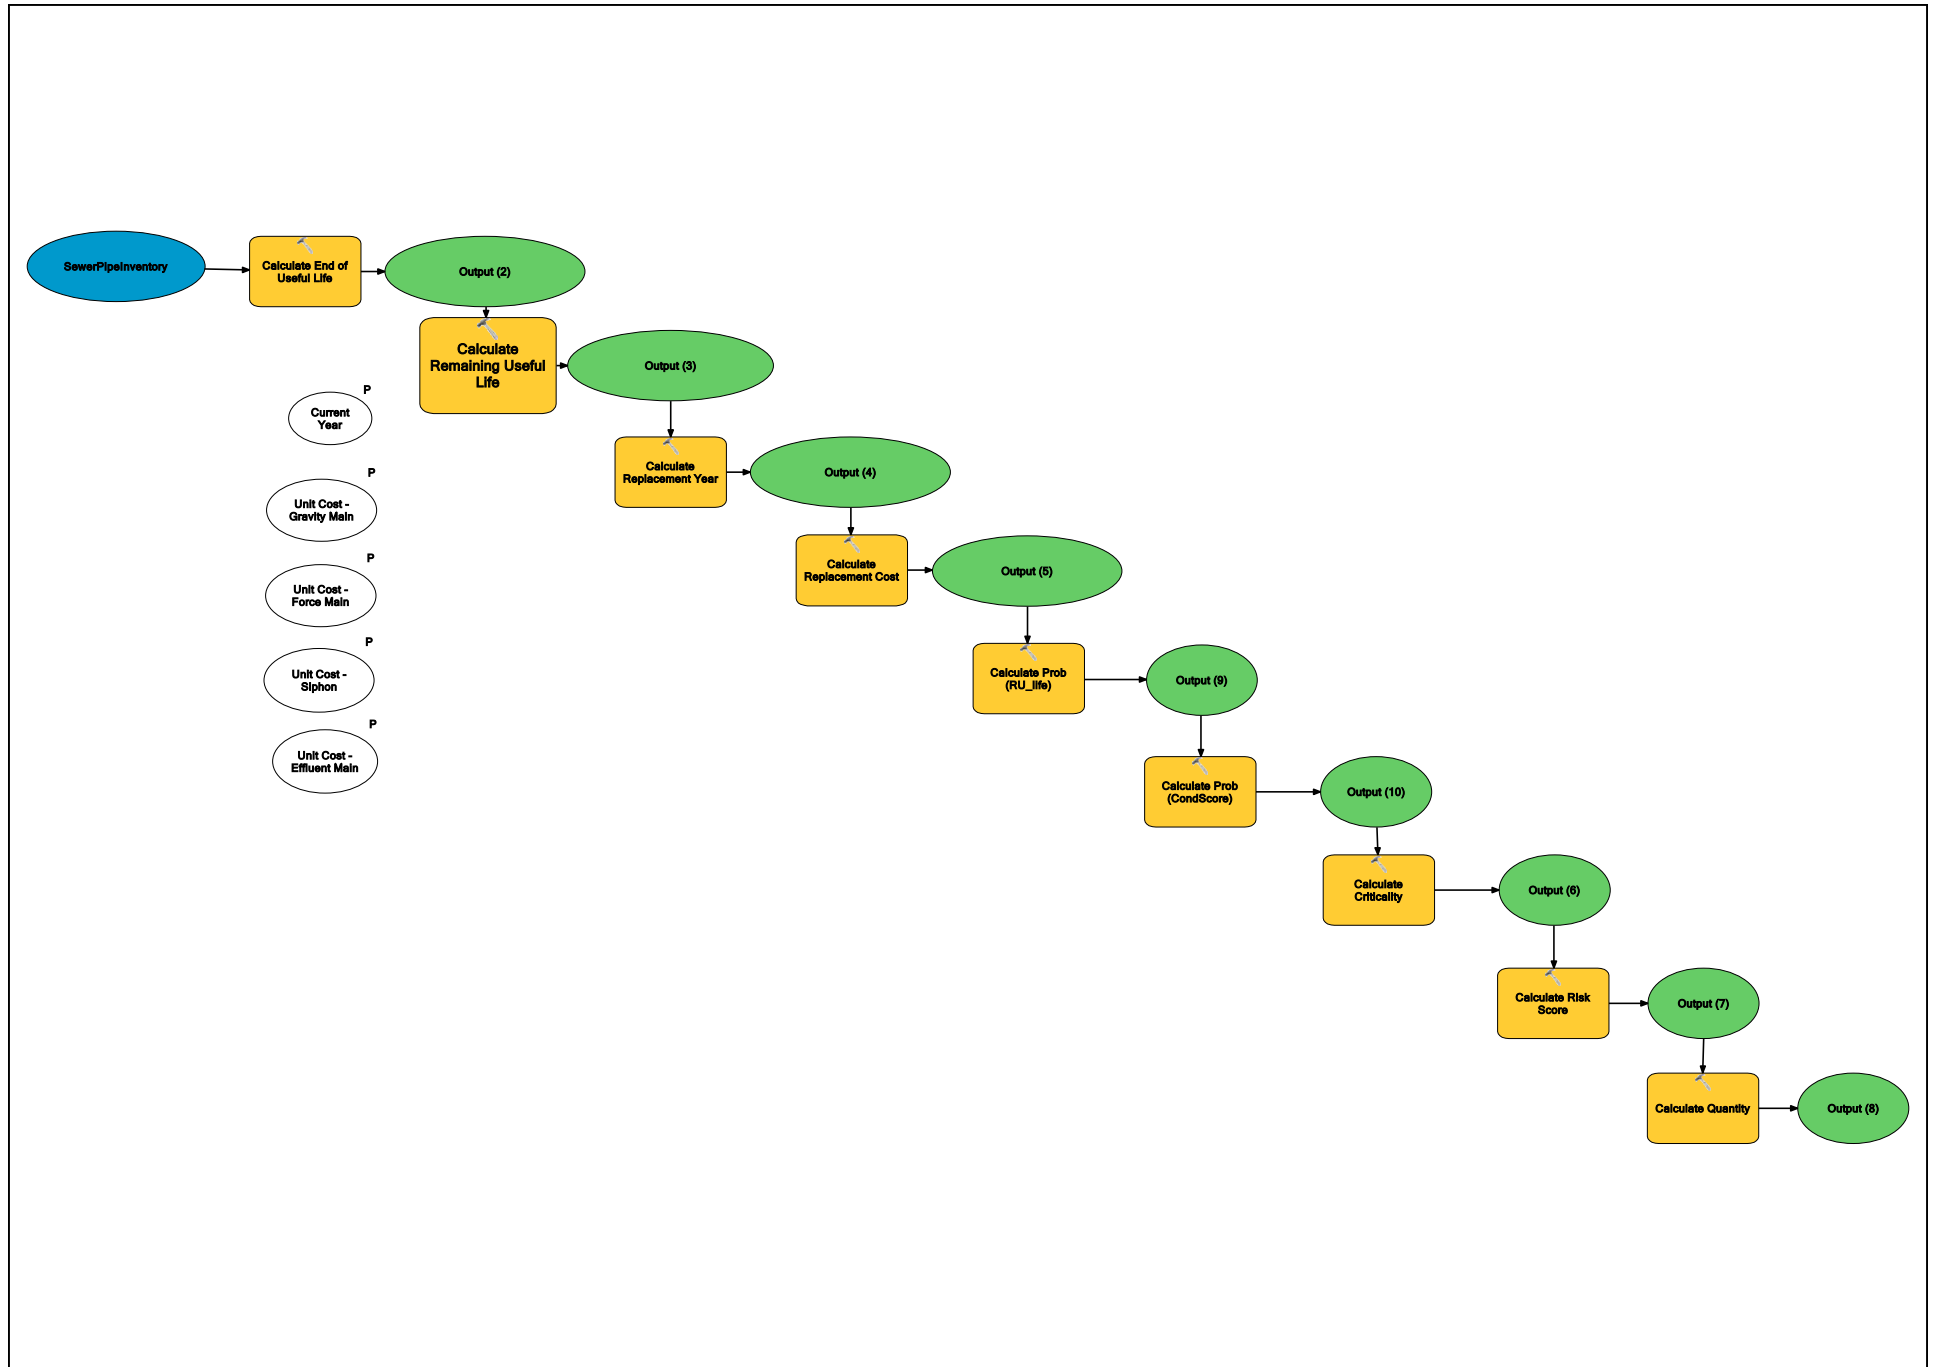 SewerPipeInventory
Calculate End of
Useful Life
Output (2)
Calculate
Remaining Useful
Life
Output (3)
P
Current
Year
Calculate
Replacement Year
Output (4)
P
Unit Cost -
Gravity Main
Calculate
Replacement Cost
Output (5)
P
Unit Cost -
Force Main
P
Unit Cost -
Siphon
Calculate Prob
(RU_life)
Output (9)
P
Unit Cost -
Effluent Main
Calculate Prob
(CondScore)
Output (10)
Calculate
Criticality
Output (6)
Calculate Risk
Score
Output (7)
Calculate Quantity
Output (8)